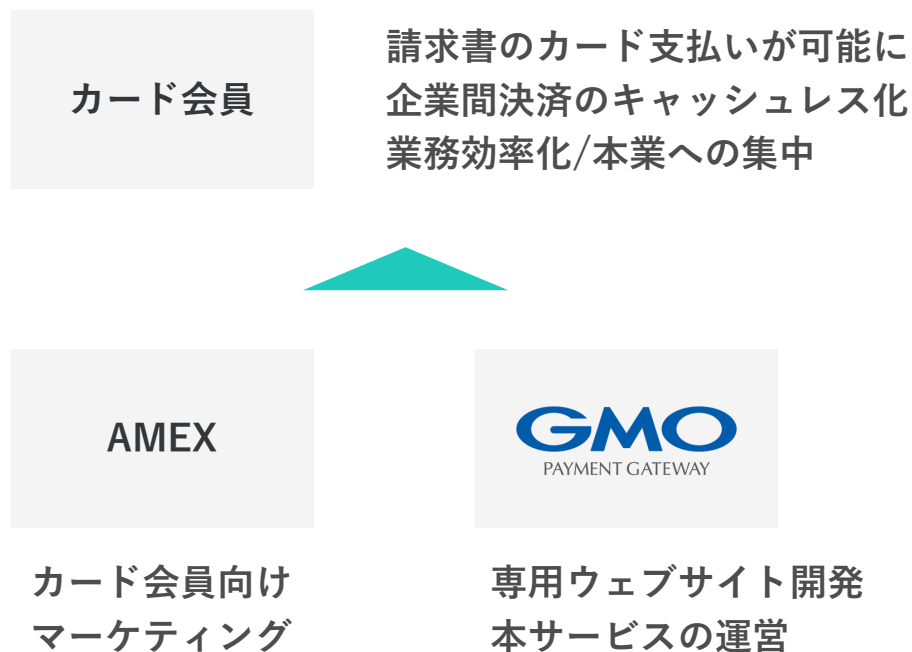 カード会員
請求書のカード支払いが可能に
企業間決済のキャッシュレス化
業務効率化/本業への集中
AMEX
GMO
PAYMENT GATEWAY
カード会員向け
マーケティング
専用ウェブサイト開発
本サービスの運営